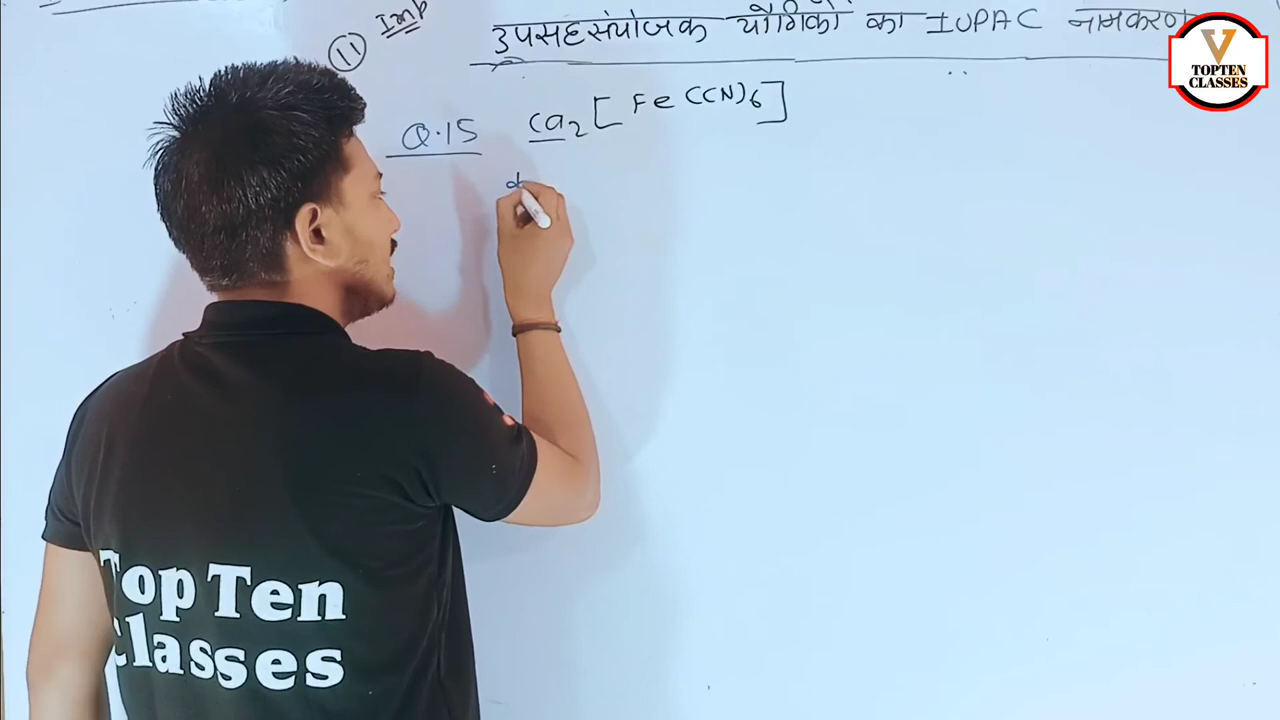 ⑪ Imp
उपसहसंयोजक यौगिकों का IUPAC नामकरण
V
TOPTEN
CLASSES
Q.15 Ca2[Fe(CN)6]
Top Ten
Classes